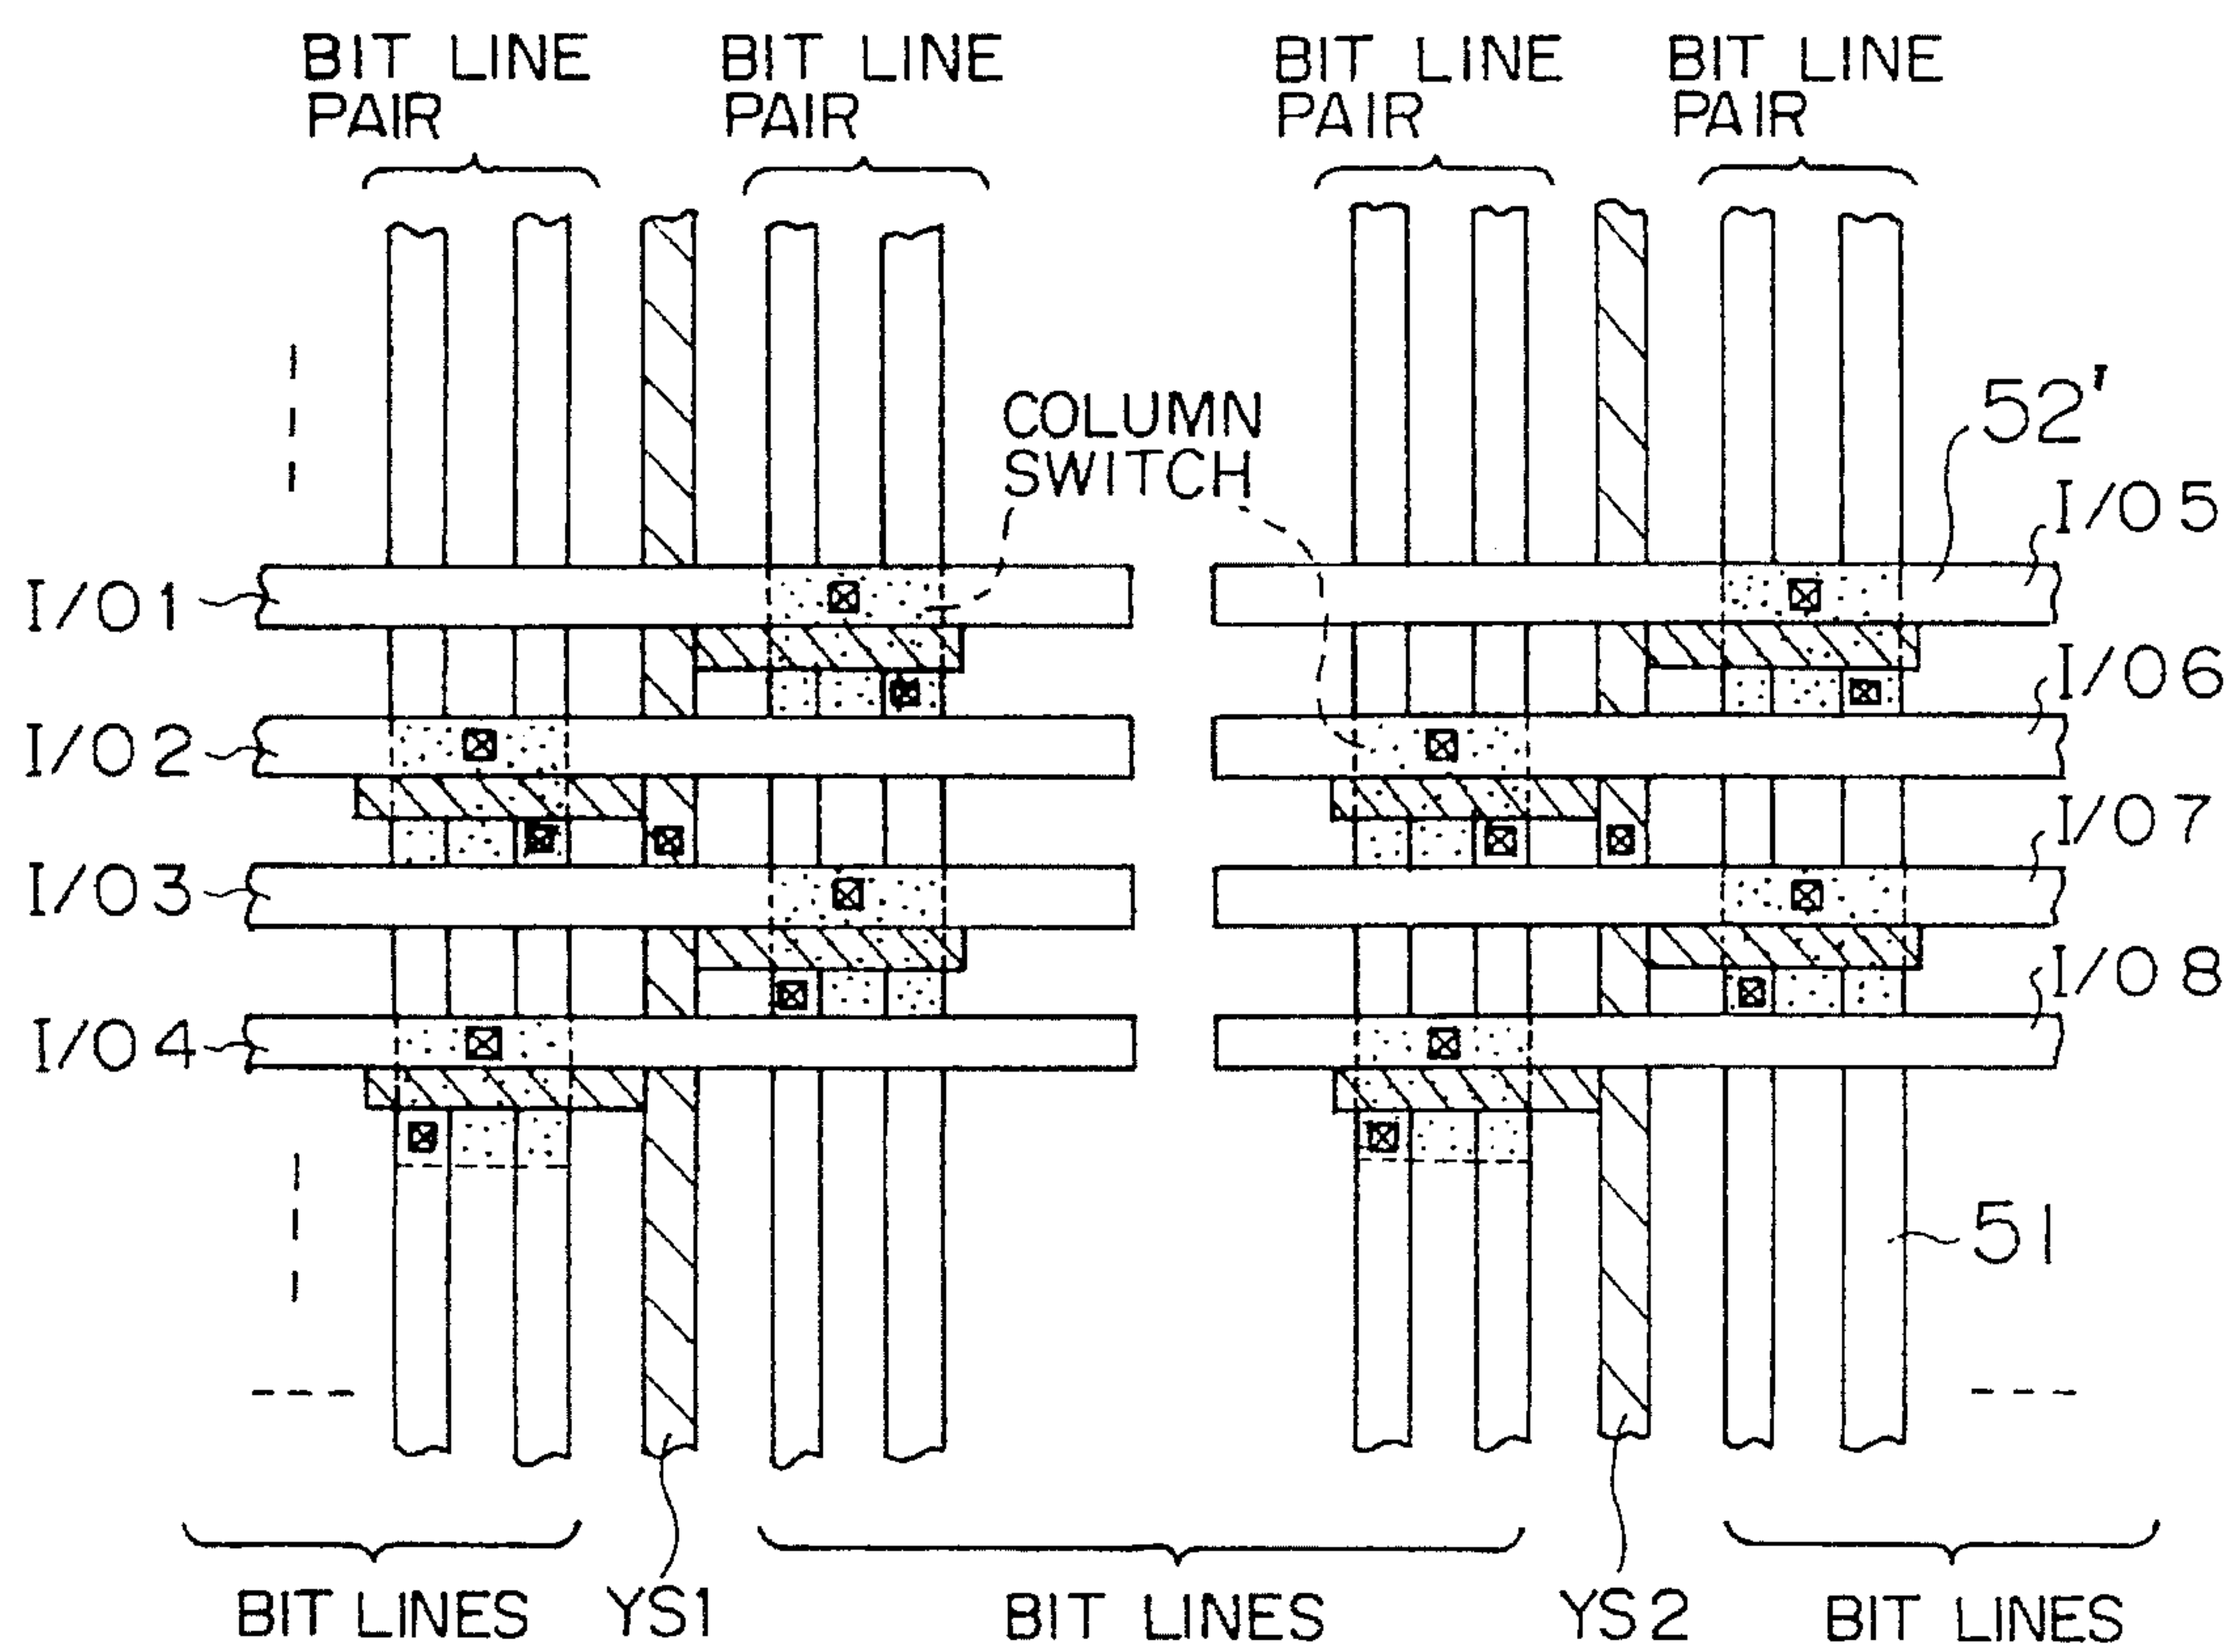 BIT LINE
PAIR
BIT LINE
PAIR
BIT LINE
PAIR
BIT LINE
PAIR
COLUMN
SWITCH
52'
I/O5
I/O1
I/O6
I/O2
I/O7
I/O3
I/O8
I/O4
51
BIT LINES
YS1
BIT LINES
YS2
BIT LINES